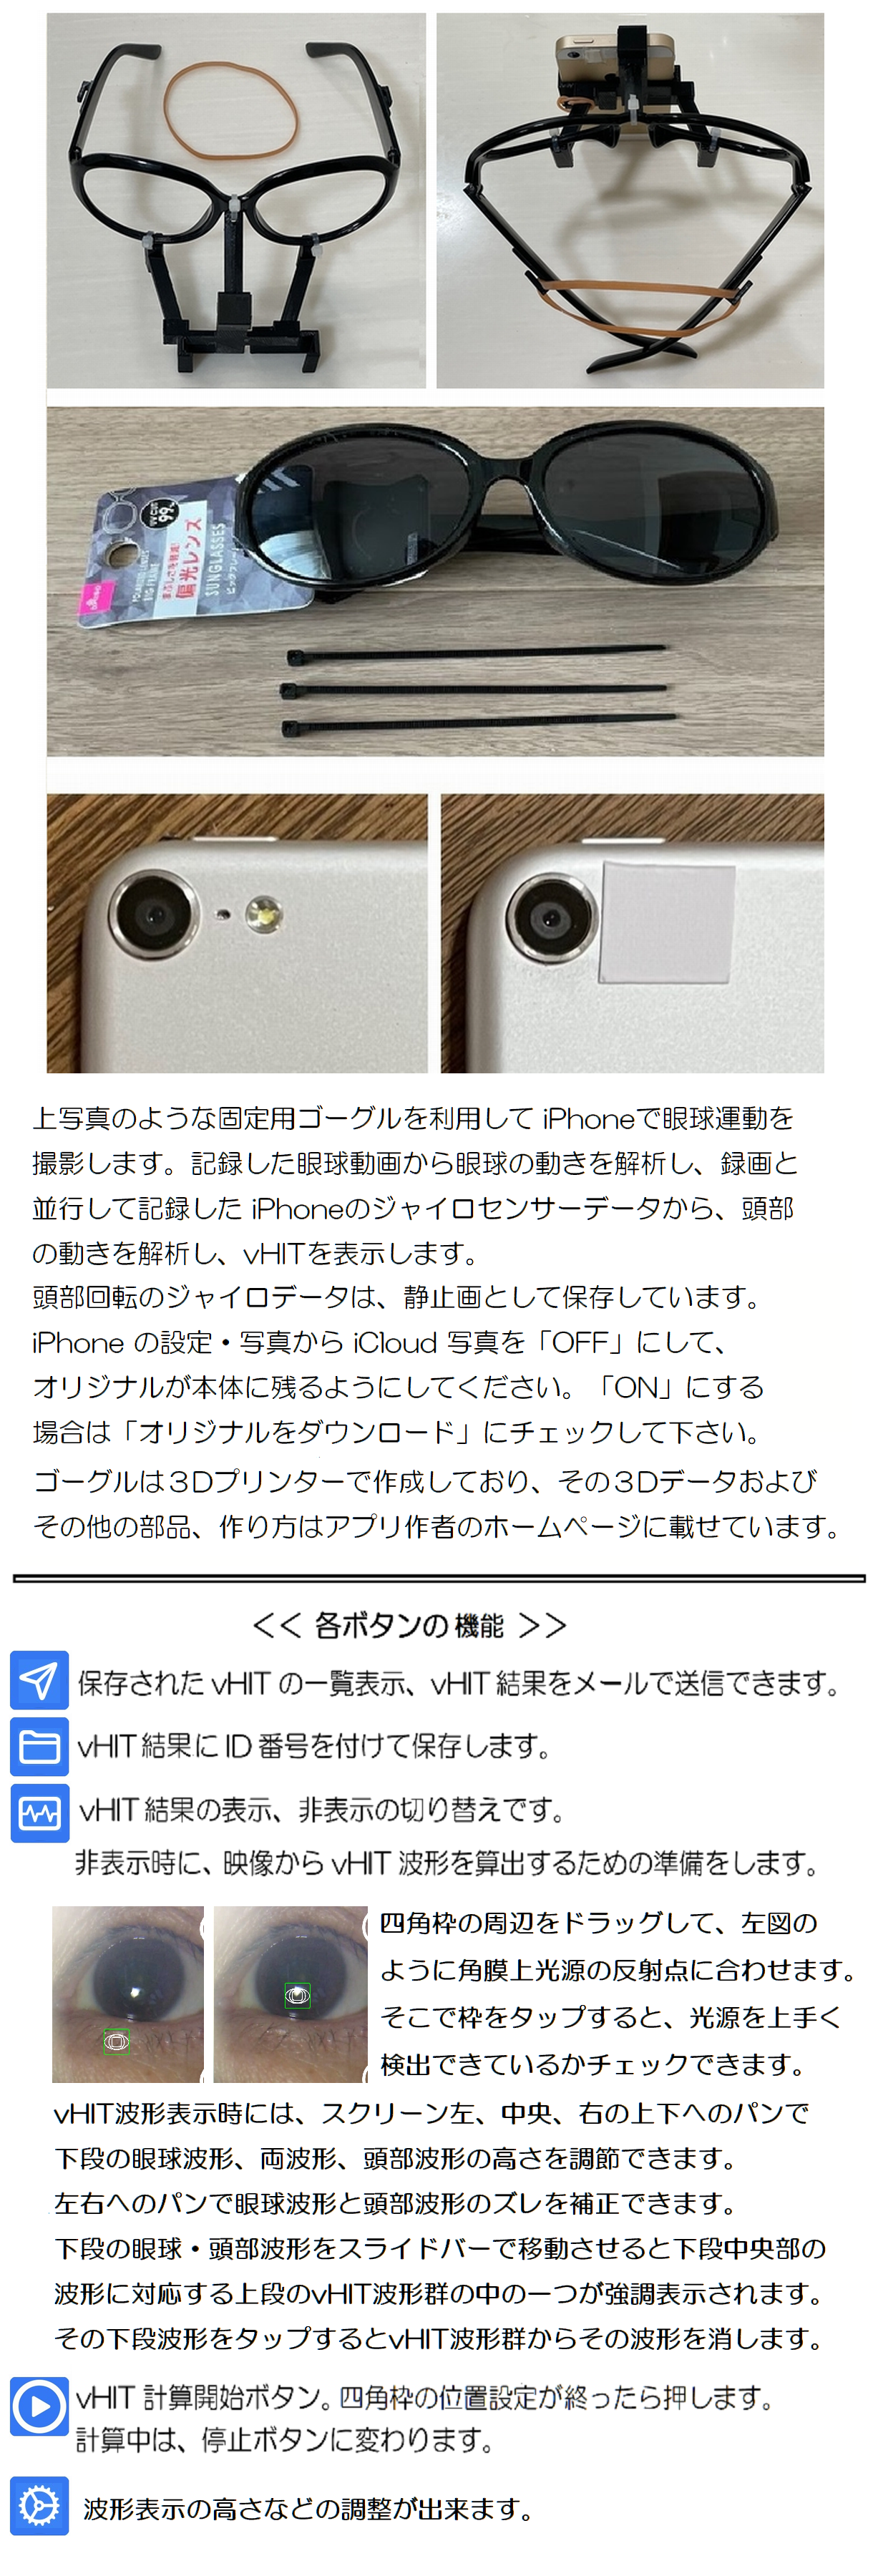 UV CUT
99%
POLARIZED LENSES
BIG FRAME
偏光レンズ
SUNGLASSES
上写真のような固定用ゴーグルを利用して iPhoneで眼球運動を
撮影します。記録した眼球動画から眼球の動きを解析し、録画と
並行して記録した iPhoneのジャイロセンサーデータから、頭部
の動きを解析し、vHITを表示します。
頭部回転のジャイロデータは、静止画として保存しています。
iPhone の設定・写真から iCloud 写真を「OFF」にして、
オリジナルが本体に残るようにしてください。「ON」にする
場合は「オリジナルをダウンロード」にチェックして下さい。
ゴーグルは３Dプリンターで作成しており、その３Dデータおよび
その他の部品、作り方はアプリ作者のホームページに載せています。
＜＜ 各ボタンの 機能 ＞＞
保存された vHIT の一覧表示、vHIT 結果をメールで送信できます。
vHIT 結果に ID 番号を付けて保存します。
vHIT 結果の表示、非表示の切り替えです。
非表示時に、映像から vHIT 波形を算出するための準備をします。
四角枠の周辺をドラッグして、左図の
ように角膜上光源の反射点に合わせます。
そこで枠をタップすると、光源を上手く
検出できているかチェックできます。
vHIT波形表示時には、スクリーン左、中央、右の上下へのパンで
下段の眼球波形、両波形、頭部波形の高さを調節できます。
左右へのパンで眼球波形と頭部波形のズレを補正できます。
下段の眼球・頭部波形をスライドバーで移動させると下段中央部の
波形に対応する上段のvHIT波形群の中の一つが強調表示されます。
その下段波形をタップするとvHIT波形群からその波形を消します。
vHIT 計算開始ボタン。四角枠の位置設定が終ったら押します。
計算中は、停止ボタンに変わります。
波形表示の高さなどの調整が出来ます。